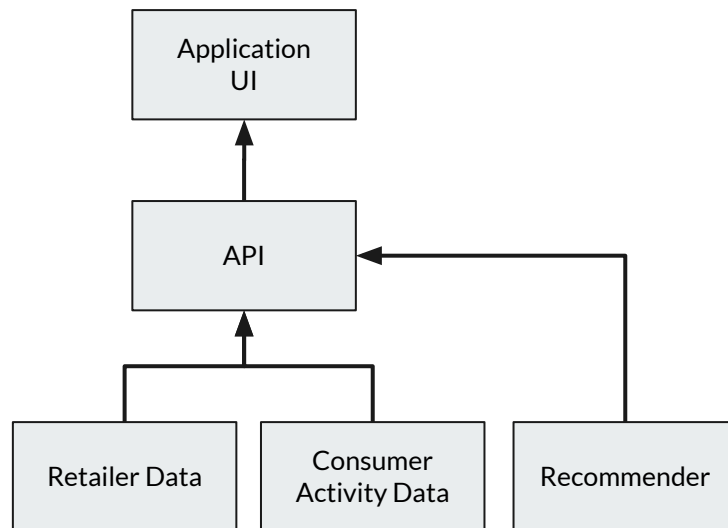 Application
UI
API
Retailer Data
Consumer
Activity Data
Recommender